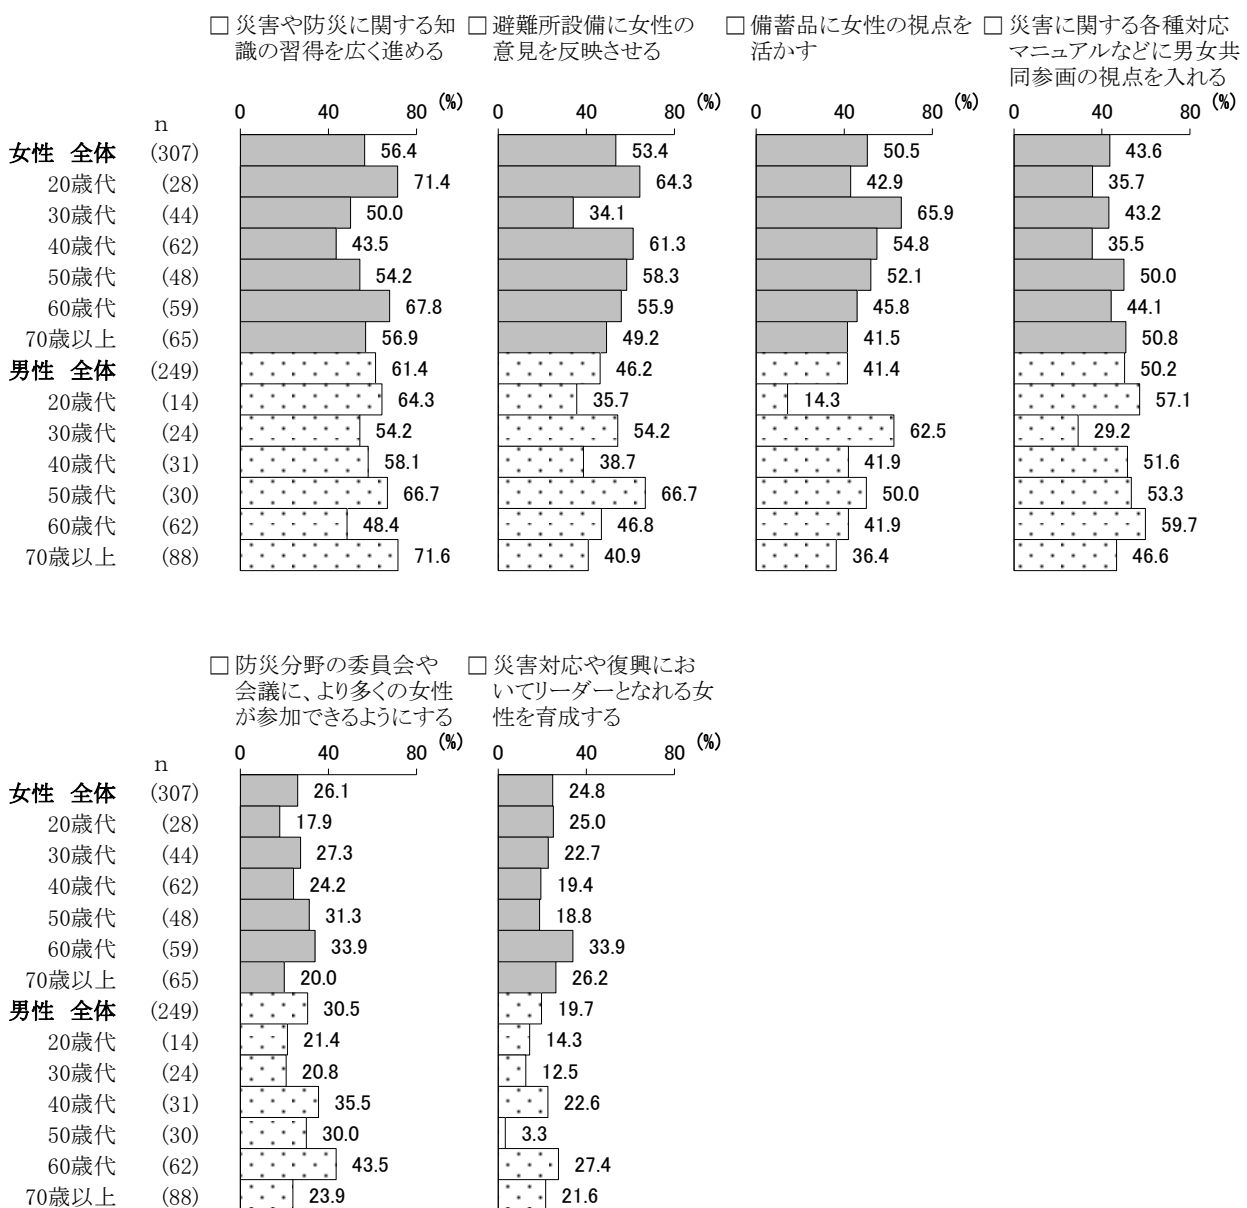 □ 災害や防災に関する知 □ 避難所設備に女性の □ 備蓄品に女性の視点を □ 災害に関する各種対応
識の習得を広く進める 意見を反映させる 活かす マニュアルなどに男女共
同参画の視点を入れる
0 40 80 (%) 0 40 80 (%) 0 40 80 (%) 0 40 80 (%)
n
女性 全体 (307) 56.4 53.4 50.5 43.6
20歳代 (28) 71.4 64.3 42.9 35.7
30歳代 (44) 50.0 34.1 65.9 43.2
40歳代 (62) 43.5 61.3 54.8 35.5
50歳代 (48) 54.2 58.3 52.1 50.0
60歳代 (59) 67.8 55.9 45.8 44.1
70歳以上 (65) 56.9 49.2 41.5 50.8
男性 全体 (249) 61.4 46.2 41.4 50.2
20歳代 (14) 64.3 35.7 14.3 57.1
30歳代 (24) 54.2 54.2 62.5 29.2
40歳代 (31) 58.1 38.7 41.9 51.6
50歳代 (30) 66.7 66.7 50.0 53.3
60歳代 (62) 48.4 46.8 41.9 59.7
70歳以上 (88) 71.6 40.9 36.4 46.6
□ 防災分野の委員会や □ 災害対応や復興にお
会議に、より多くの女性 いてリーダーとなれる女
が参加できるようにする 性を育成する
0 40 80 (%) 0 40 80 (%)
n
女性 全体 (307) 26.1 24.8
20歳代 (28) 17.9 25.0
30歳代 (44) 27.3 22.7
40歳代 (62) 24.2 19.4
50歳代 (48) 31.3 18.8
60歳代 (59) 33.9 33.9
70歳以上 (65) 20.0 26.2
男性 全体 (249) 30.5 19.7
20歳代 (14) 21.4 14.3
30歳代 (24) 20.8 12.5
40歳代 (31) 35.5 22.6
50歳代 (30) 30.0 3.3
60歳代 (62) 43.5 27.4
70歳以上 (88) 23.9 21.6